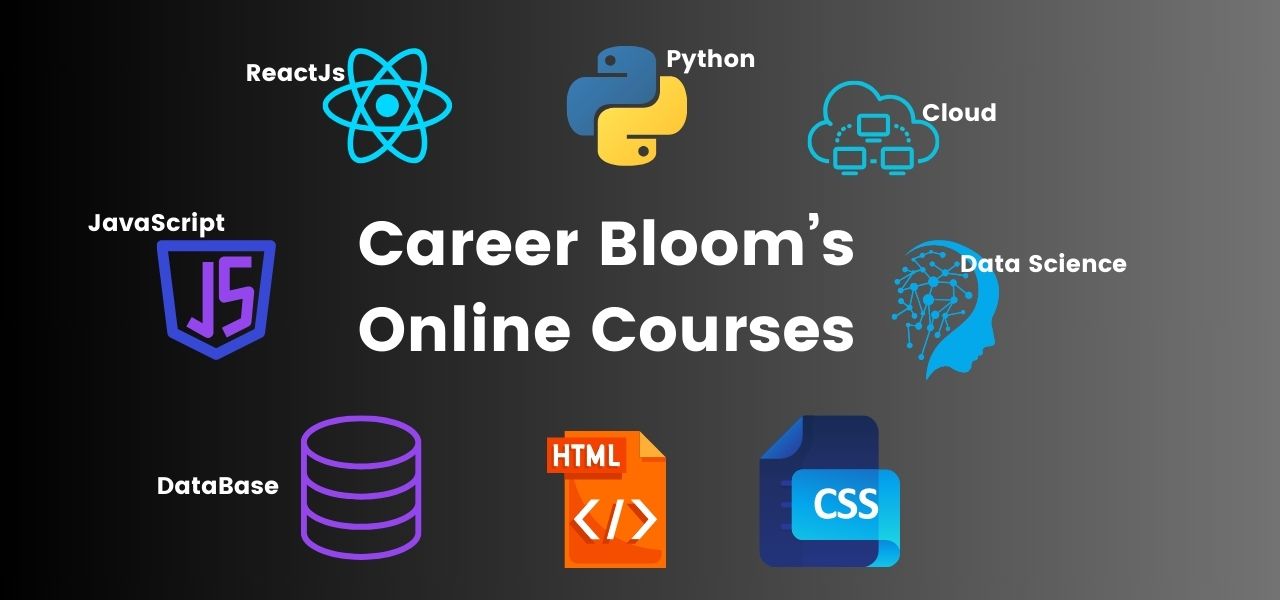 ReactJs
Python
Cloud
JavaScript
JS
Career Bloom’s
Online Courses
Data Science
DataBase
HTML
</>
CSS